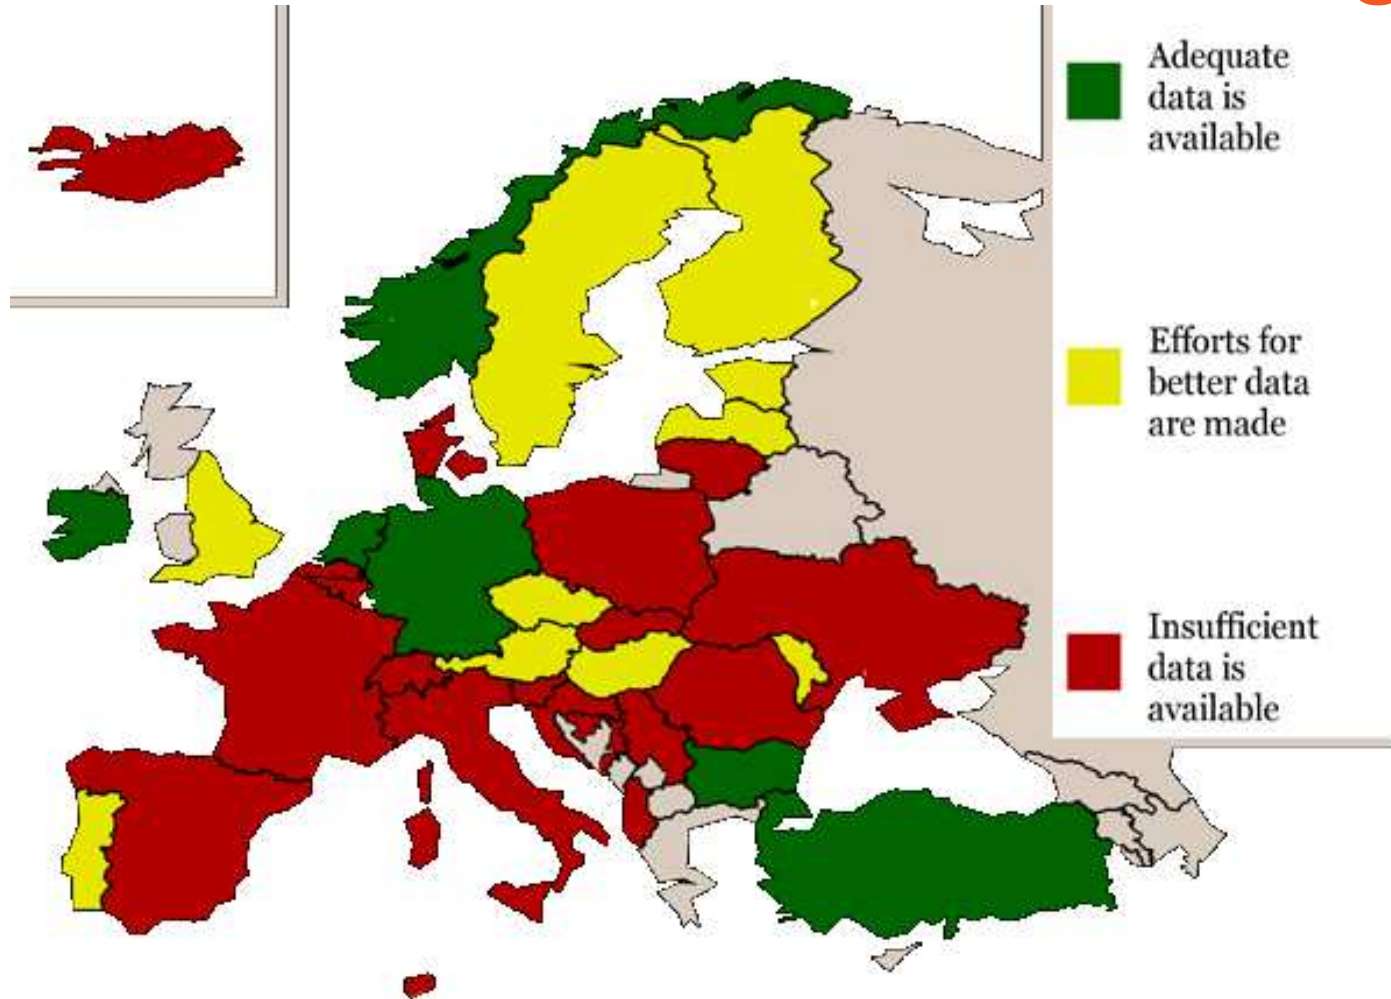 Adequate
data is
available
Efforts for
better data
are made
Insufficient
data is
available